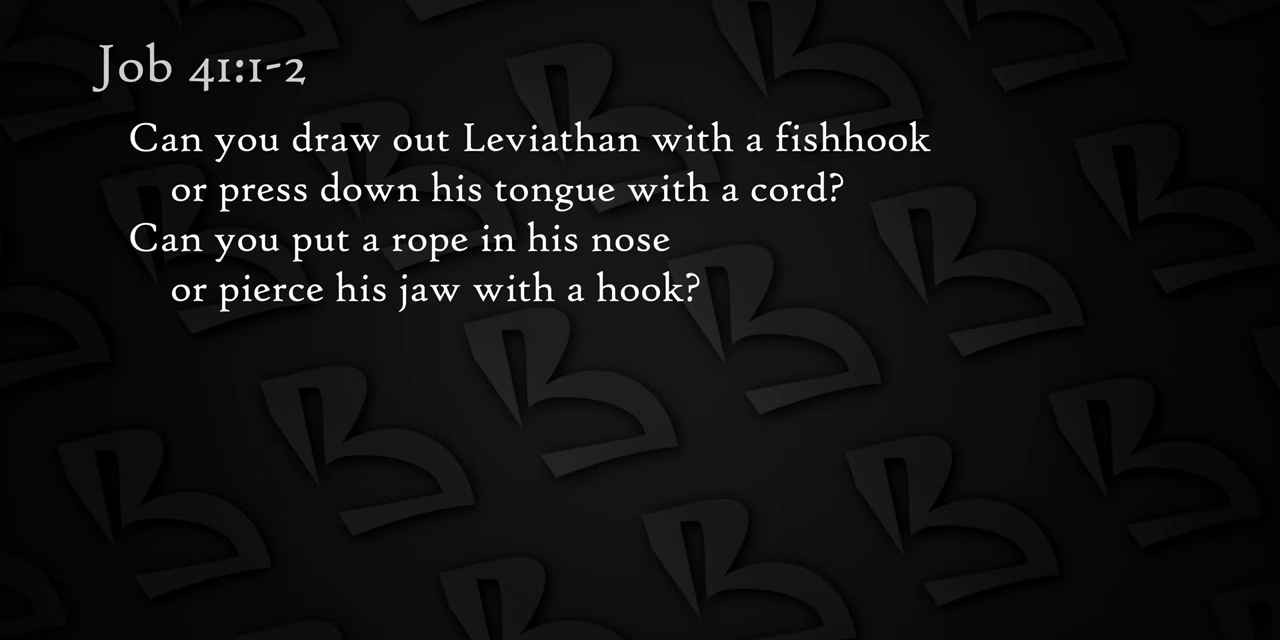 Job 41:1-2
Can you draw out Leviathan with a fishhook
or press down his tongue with a cord?
Can you put a rope in his nose
or pierce his jaw with a hook?